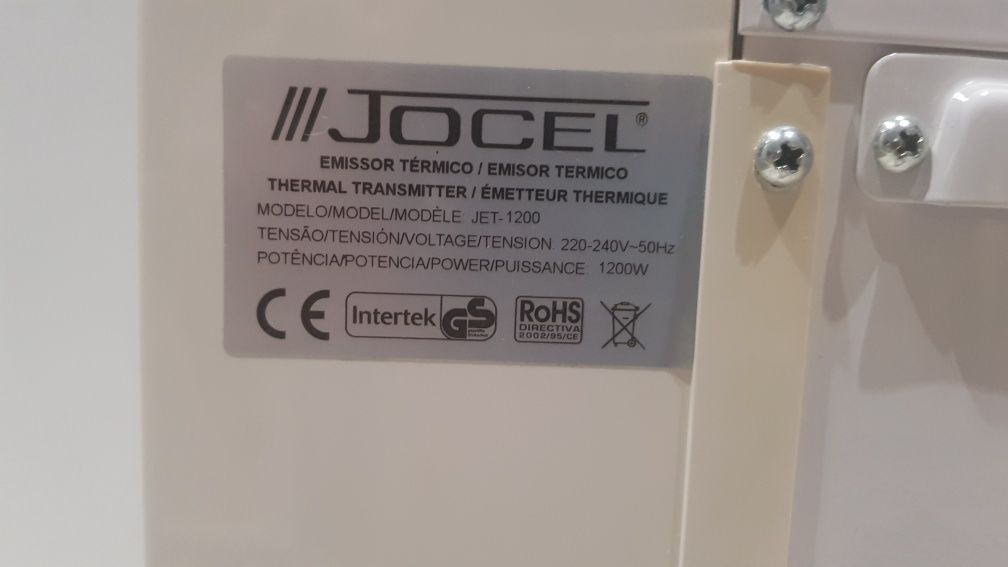 JOCEL®
EMISSOR TÉRMICO / EMISOR TERMICO
THERMAL TRANSMITTER / ÉMETTEUR THERMIQUE
MODELO/MODEL/MODÈLE: JET-1200
TENSÃO/TENSIÓN/VOLTAGE/TENSION: 220-240V~50Hz
POTÊNCIA/POTENCIA/POWER/PUISSANCE: 1200W
CE Intertek GS RoHS
DIRECTIVA
2002/95/CE